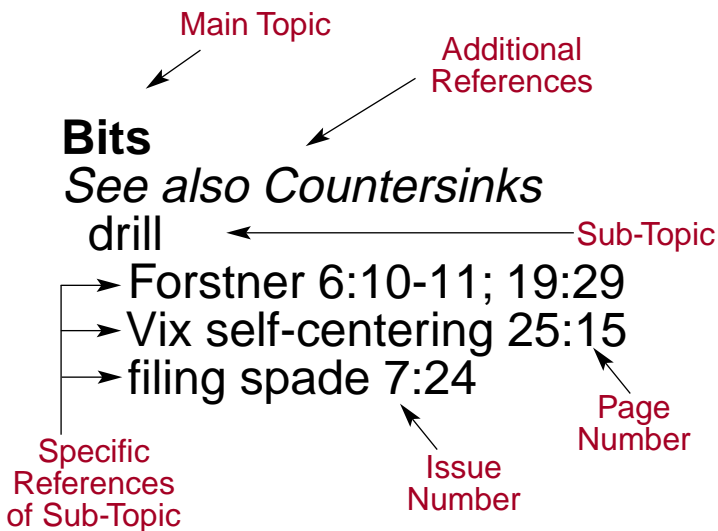 Main Topic
Additional
References
Bits
See also Countersinks
drill
Sub-Topic
Forstner 6:10-11; 19:29
Vix self-centering 25:15
filing spade 7:24
Page
Number
Specific
References
of Sub-Topic
Issue
Number